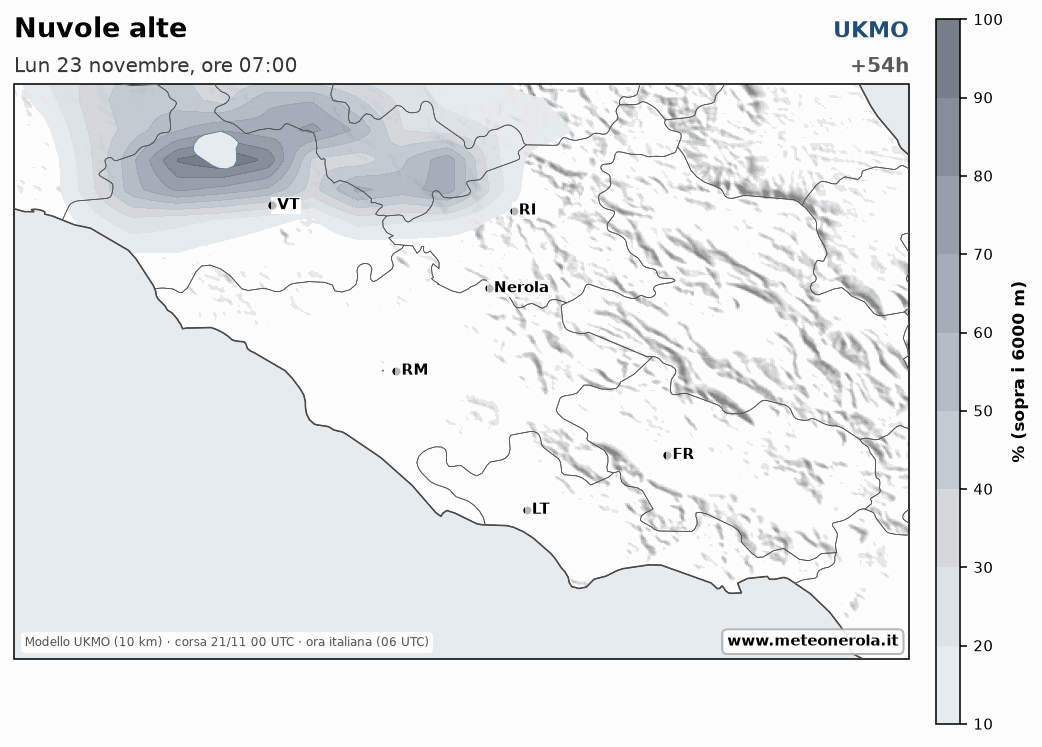 Nuvole alte
UKMO
Lun 23 novembre, ore 07:00
+54h
VT
RI
Nerola
RM
FR
LT
Modello UKMO (10 km) · corsa 21/11 00 UTC · ora italiana (06 UTC)
www.meteonerola.it
100
90
80
70
60
50
40
30
20
10
% (sopra i 6000 m)